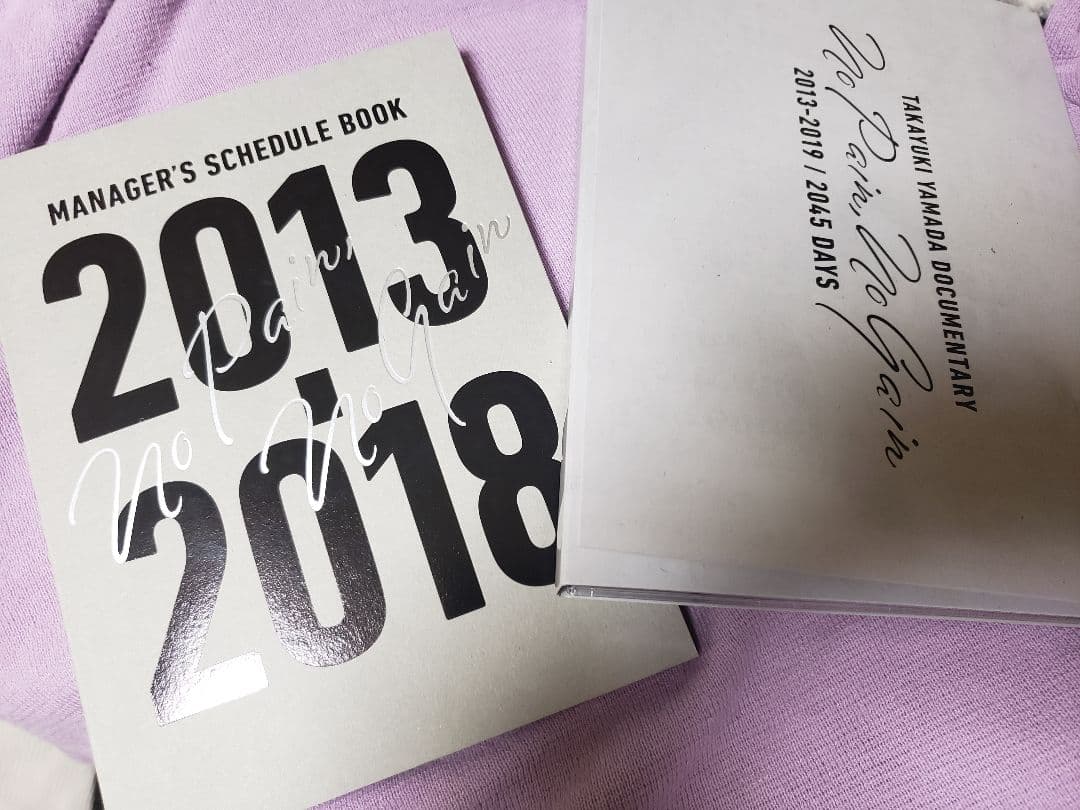 MANAGER'S SCHEDULE BOOK
2013
2018
No Pain, No Gain
TAKAYUKI YAMADA DOCUMENTARY
No Pain, No Gain
2013-2019 / 2045 DAYS